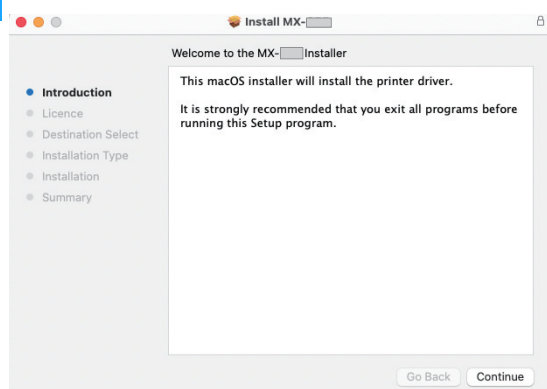 Install MX-
Welcome to the MX- Installer
Introduction
Licence
Destination Select
Installation Type
Installation
Summary
This macOS installer will install the printer driver.
It is strongly recommended that you exit all programs before
running this Setup program.
Go Back
Continue